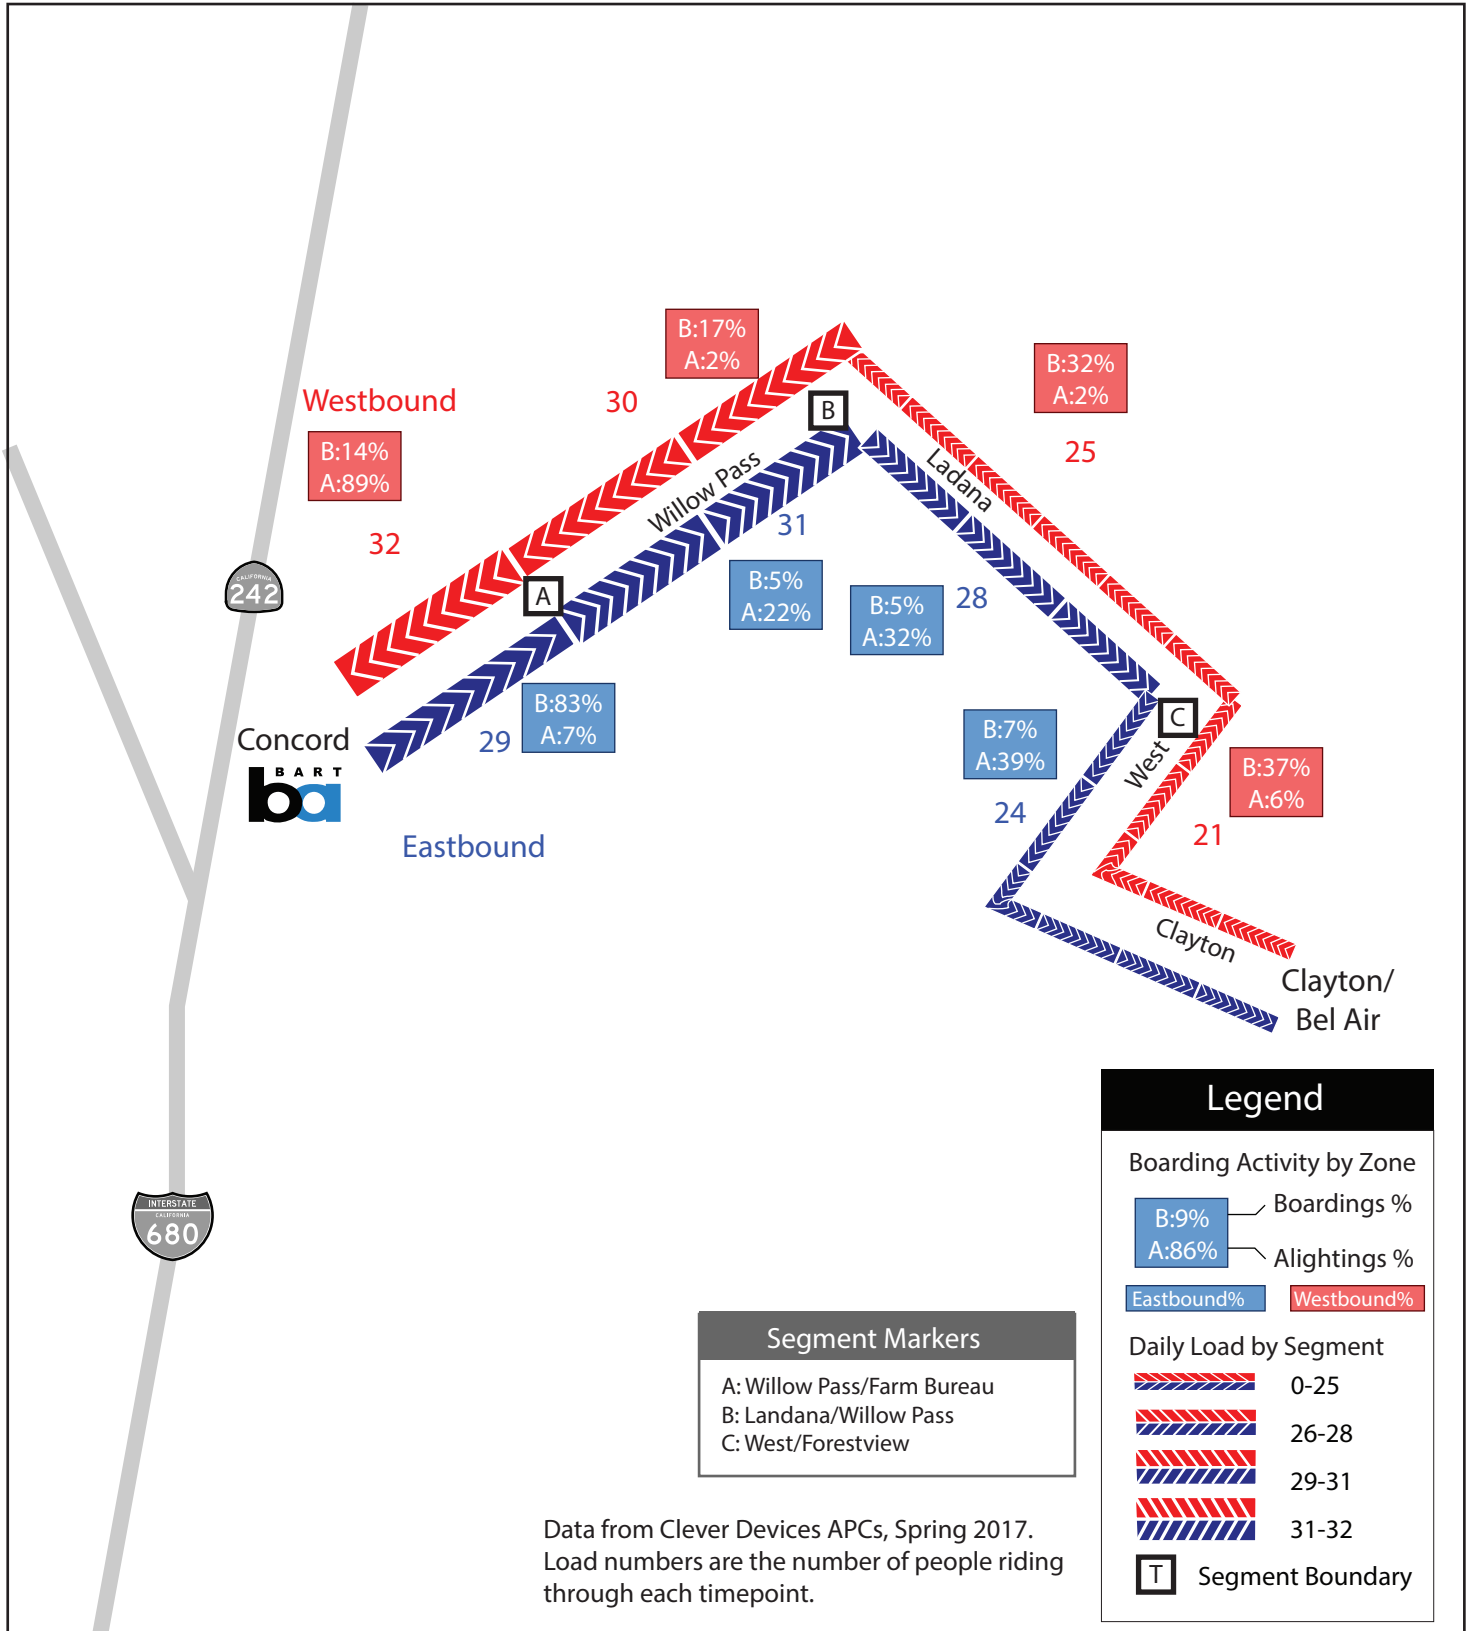 B:17%
A:2%
B:32%
A:2%
Westbound
30
B:14%
A:89%
B
25
Ladana
Willow Pass
32
31
CALIFORNIA
242
A
B:5%
A:22%
B:5%
A:32%
28
B:83%
A:7%
29
C
West
B:7%
A:39%
B:37%
A:6%
Concord
BART
ba
24
21
Eastbound
Clayton
Clayton/
Bel Air
Legend
Boarding Activity by Zone
B:9%
A:86%
Boardings %
Alightings %
Eastbound%
Westbound%
INTERSTATE
CALIFORNIA
680
Daily Load by Segment
0-25
26-28
29-31
31-32
T
Segment Boundary
Segment Markers
A: Willow Pass/Farm Bureau
B: Landana/Willow Pass
C: West/Forestview
Data from Clever Devices APCs, Spring 2017.
Load numbers are the number of people riding
through each timepoint.